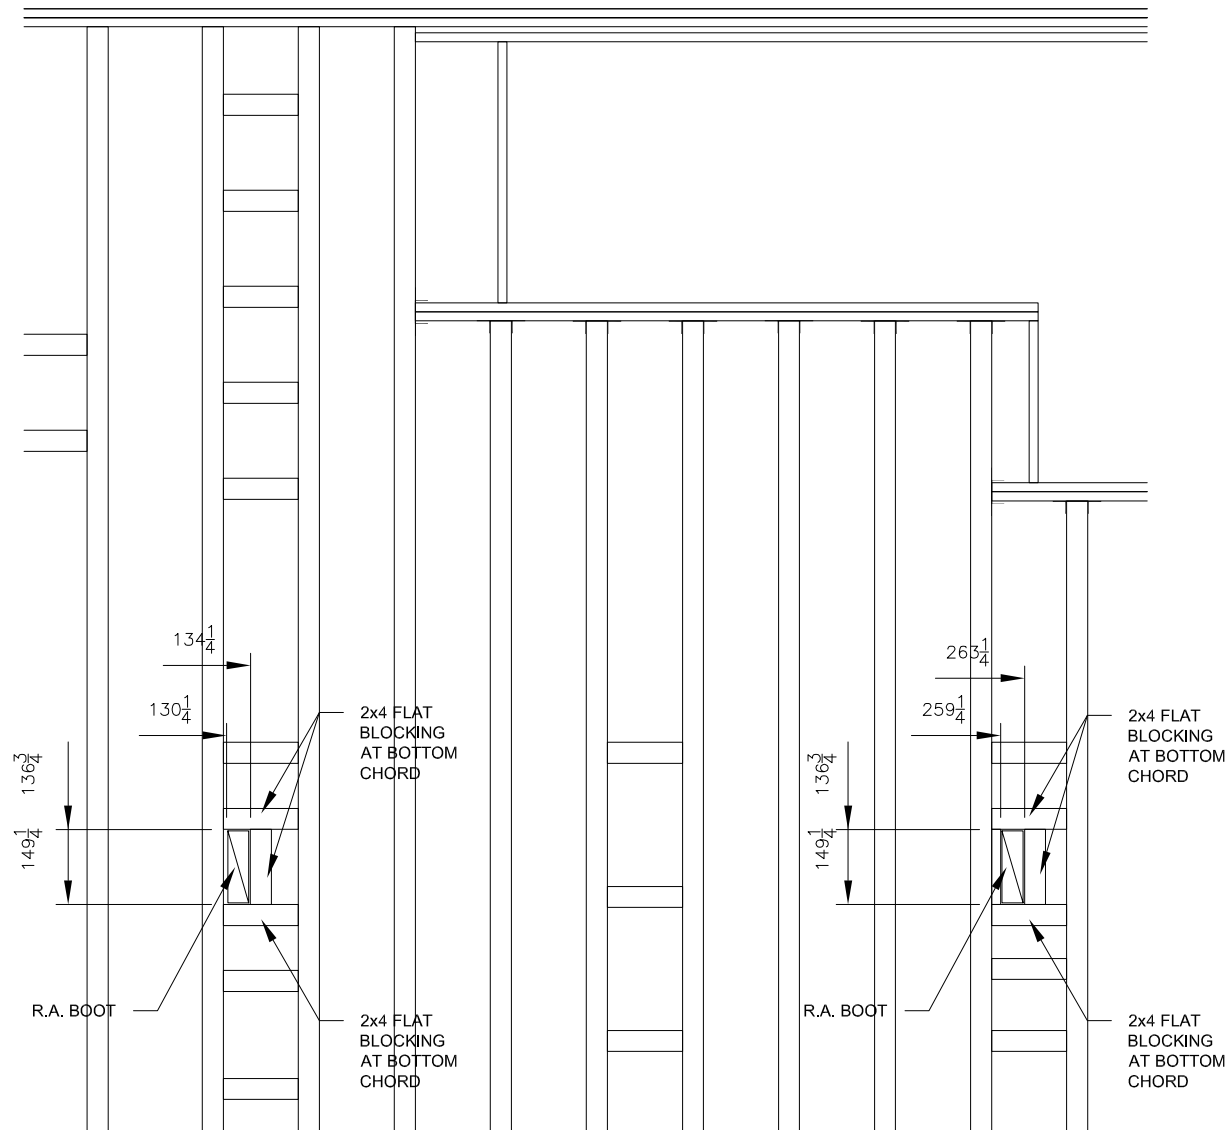 134 1/4
263 1/4
130 1/4
2x4 FLAT
BLOCKING
AT BOTTOM
CHORD
259 1/4
2x4 FLAT
BLOCKING
AT BOTTOM
CHORD
136 3/4
149 1/4
136 3/4
149 1/4
R.A. BOOT
2x4 FLAT
BLOCKING
AT BOTTOM
CHORD
R.A. BOOT
2x4 FLAT
BLOCKING
AT BOTTOM
CHORD